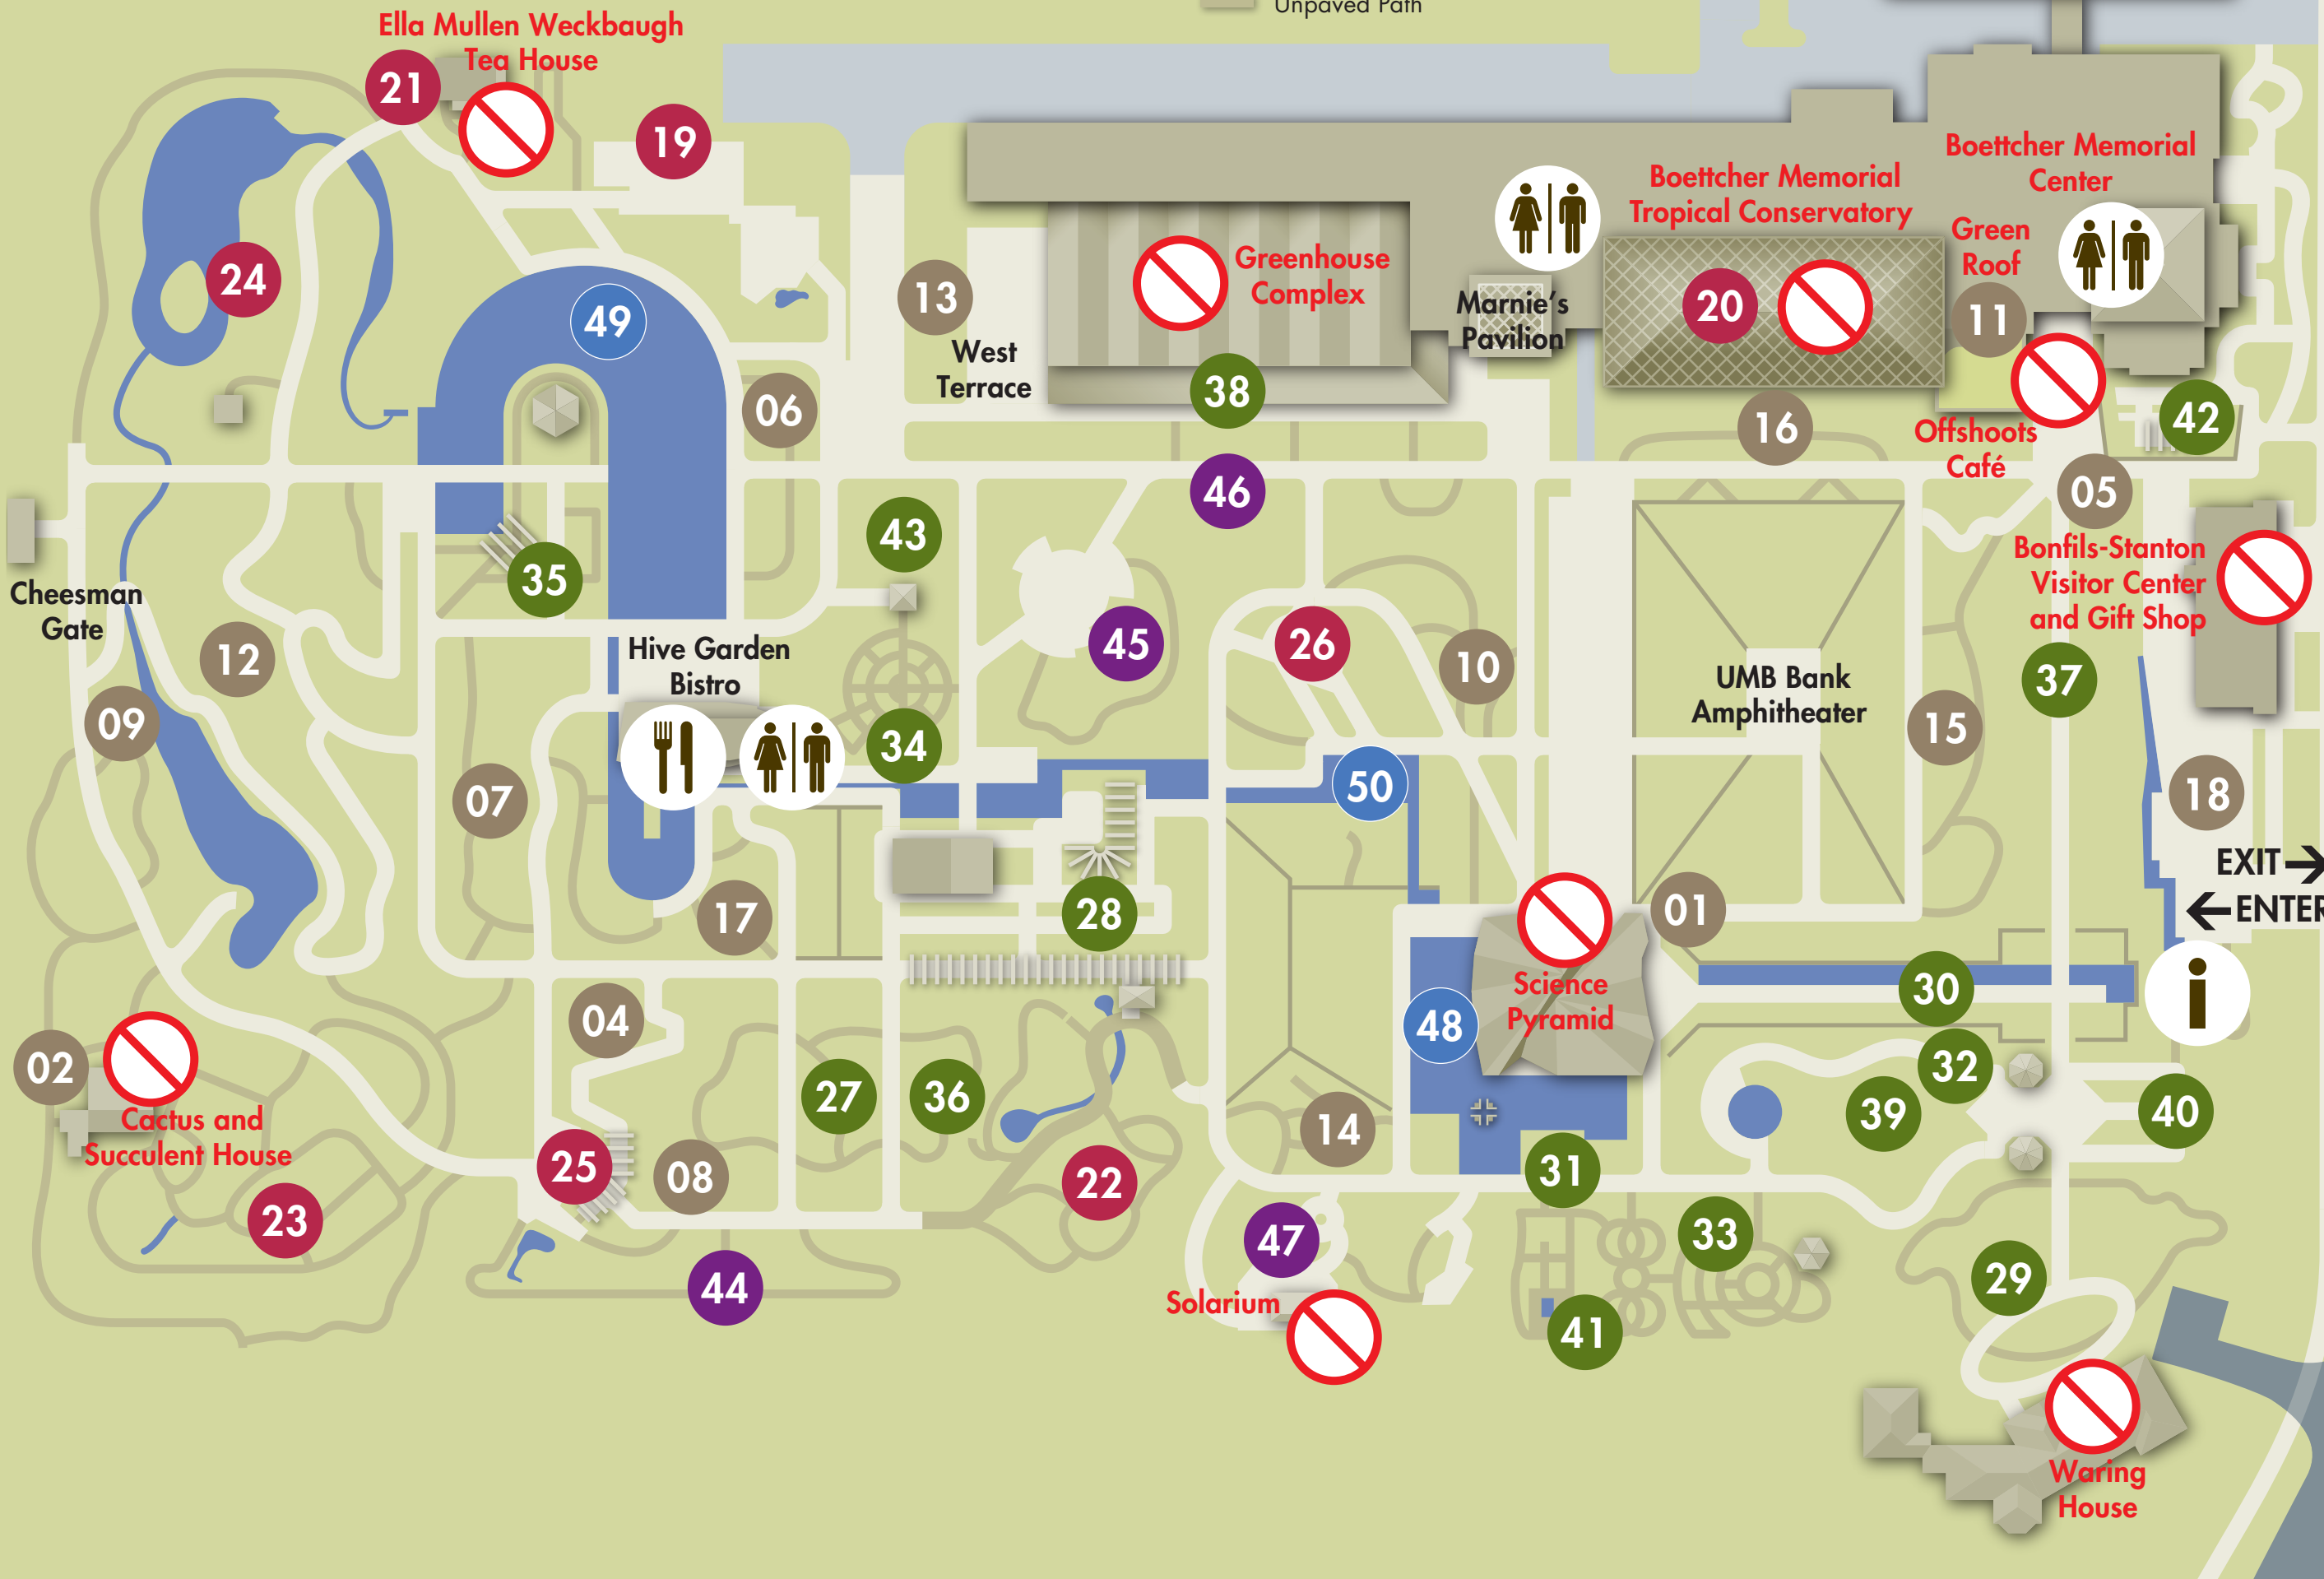 Unpaved Path
Ella Mullen Weckbaugh
Tea House
21
19
24
49
13
West
Terrace
06
Greenhouse
Complex
38
Marnie's
Pavilion
Boettcher Memorial
Tropical Conservatory
20
Boettcher Memorial
Center
Green
Roof
11
16
Offshoots
Café
42
05
46
43
35
Cheesman
Gate
12
09
Hive Garden
Bistro
45
26
10
UMB Bank
Amphitheater
15
37
Bonfils-Stanton
Visitor Center
and Gift Shop
34
07
50
18
EXIT →
← ENTER
17
28
01
Science
Pyramid
48
30
i
02
Cactus and
Succulent House
04
27
36
32
39
40
14
25
08
22
31
23
47
33
44
Solarium
41
29
Waring
House